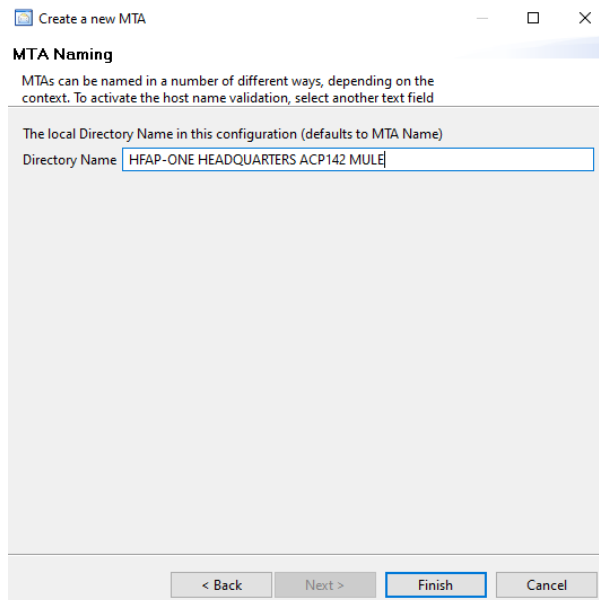 Create a new MTA
MTA Naming
MTAs can be named in a number of different ways, depending on the
context. To activate the host name validation, select another text field
The local Directory Name in this configuration (defaults to MTA Name)
Directory Name HFAP-ONE HEADQUARTERS ACP142 MULE
< Back Next > Finish Cancel